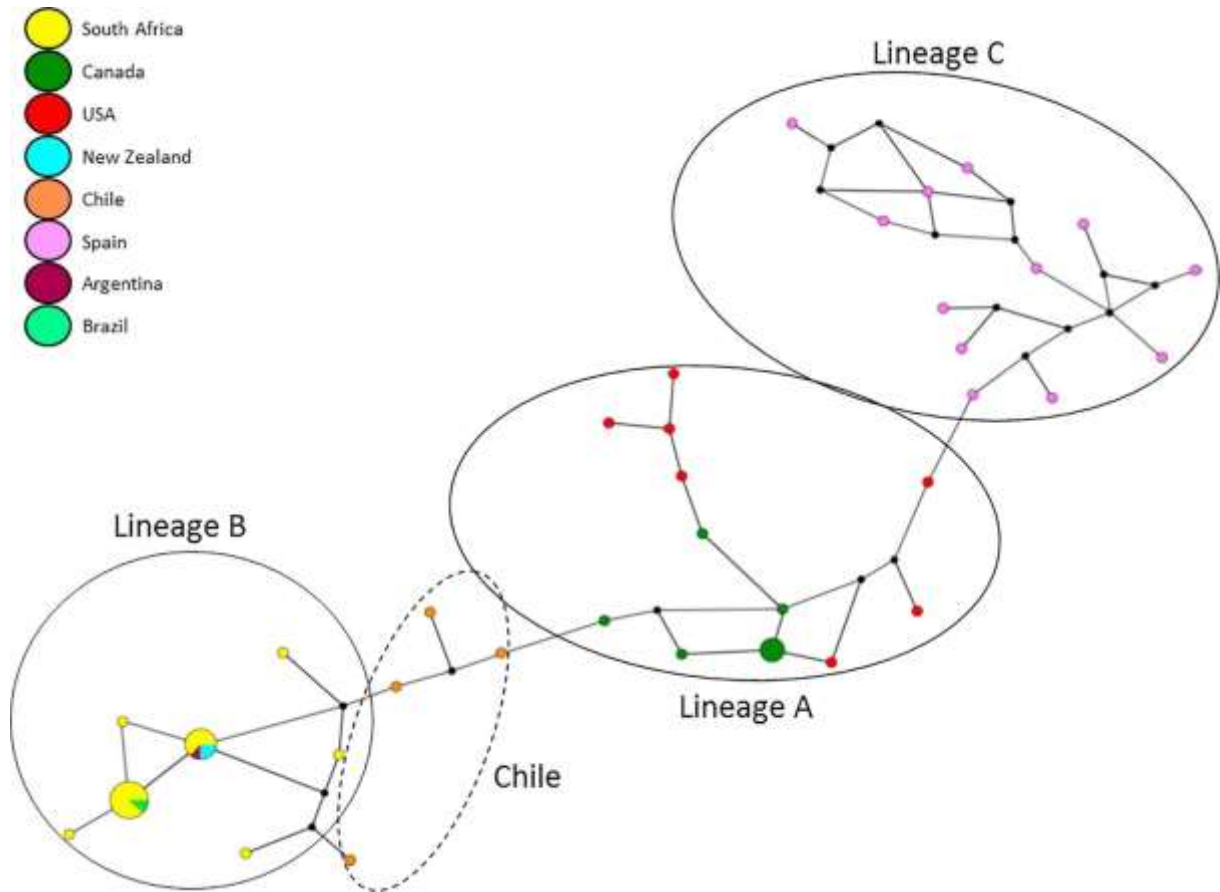 South Africa
Canada
USA
New Zealand
Chile
Spain
Argentina
Brazil
Lineage C
Lineage B
Lineage A
Chile